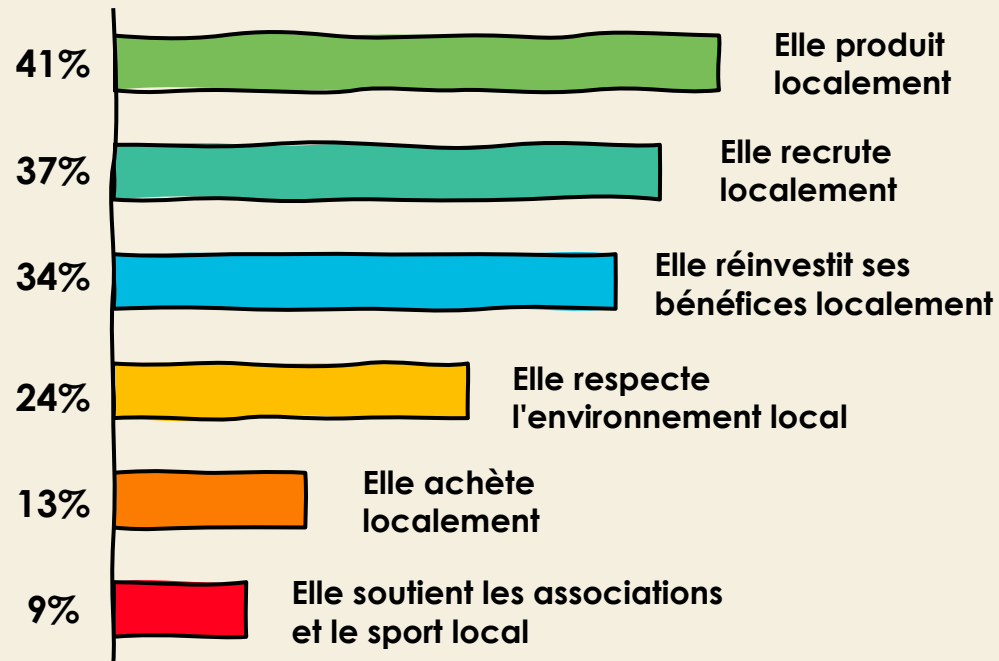 41%
Elle produit
localement
37%
Elle recrute
localement
34%
Elle réinvestit ses
bénéfices localement
24%
Elle respecte
l'environnement local
13%
Elle achète
localement
9%
Elle soutient les associations
et le sport local